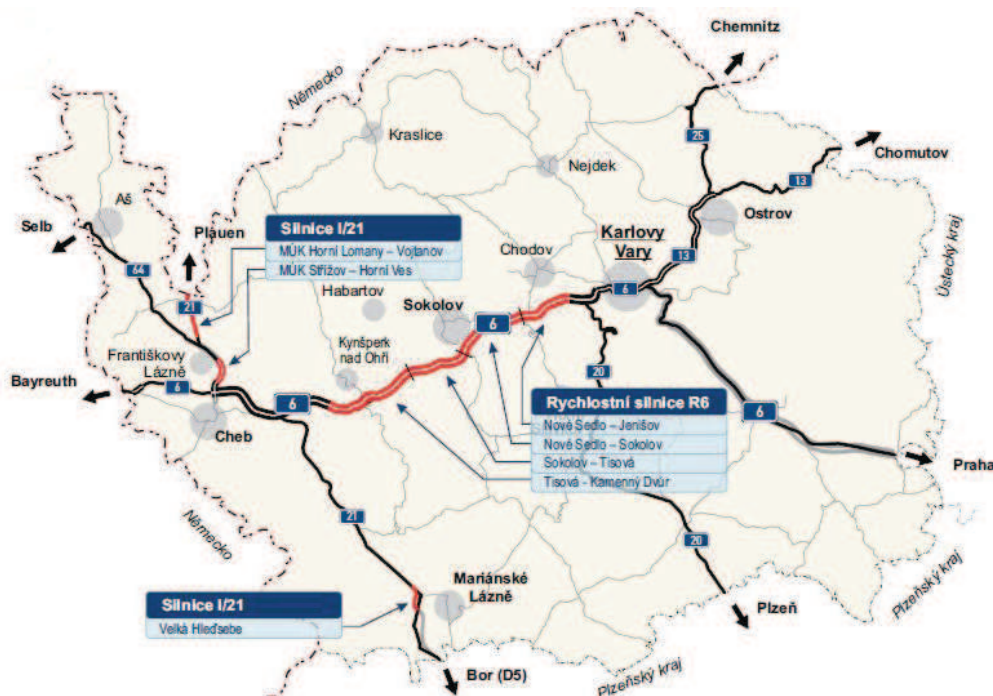 Chemnitz
Německo
Kraslice
25
Chomutov
Nejdek
13
Aš
Ostrov
Selb
Plauen
Silnice I/21
MÚK Horní Lomany – Vojtanov
MÚK Střížov – Horní Ves
Karlovy
Vary
Chodov
13
Ústecký kraj
64
Habartov
6
21
Sokolov
6
Františkovy
Lázně
Kynšperk
nad Ohří
20
Bayreuth
6
6
Rychlostní silnice R6
Nové Sedlo – Jenišov
Nové Sedlo – Sokolov
Sokolov – Tisová
Tisová - Kamenný Dvůr
6
Cheb
Praha
21
20
Německo
Mariánské
Lázně
Silnice I/21
Velká Hleďsebe
Plzeň
Plzeňský kraj
Plzeňský kraj
Bor (D5)